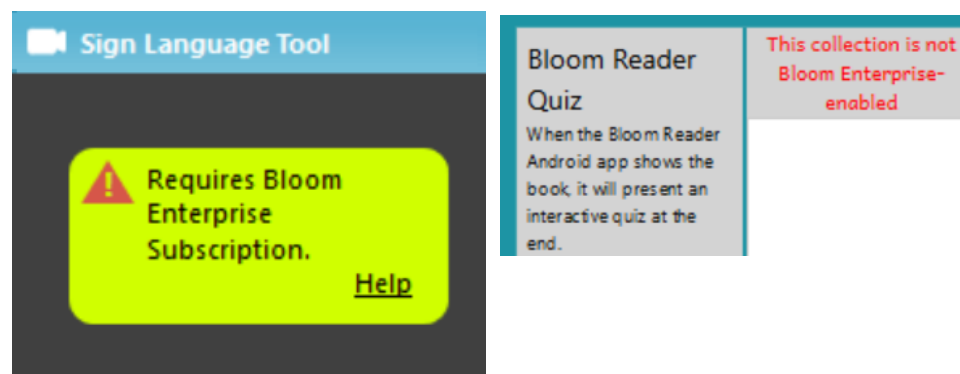 Sign Language Tool
Requires Bloom
Enterprise
Subscription.
Help
Bloom Reader
Quiz
When the Bloom Reader
Android app shows the
book, it will present an
interactive quiz at the
end.
This collection is not
Bloom Enterprise-
enabled